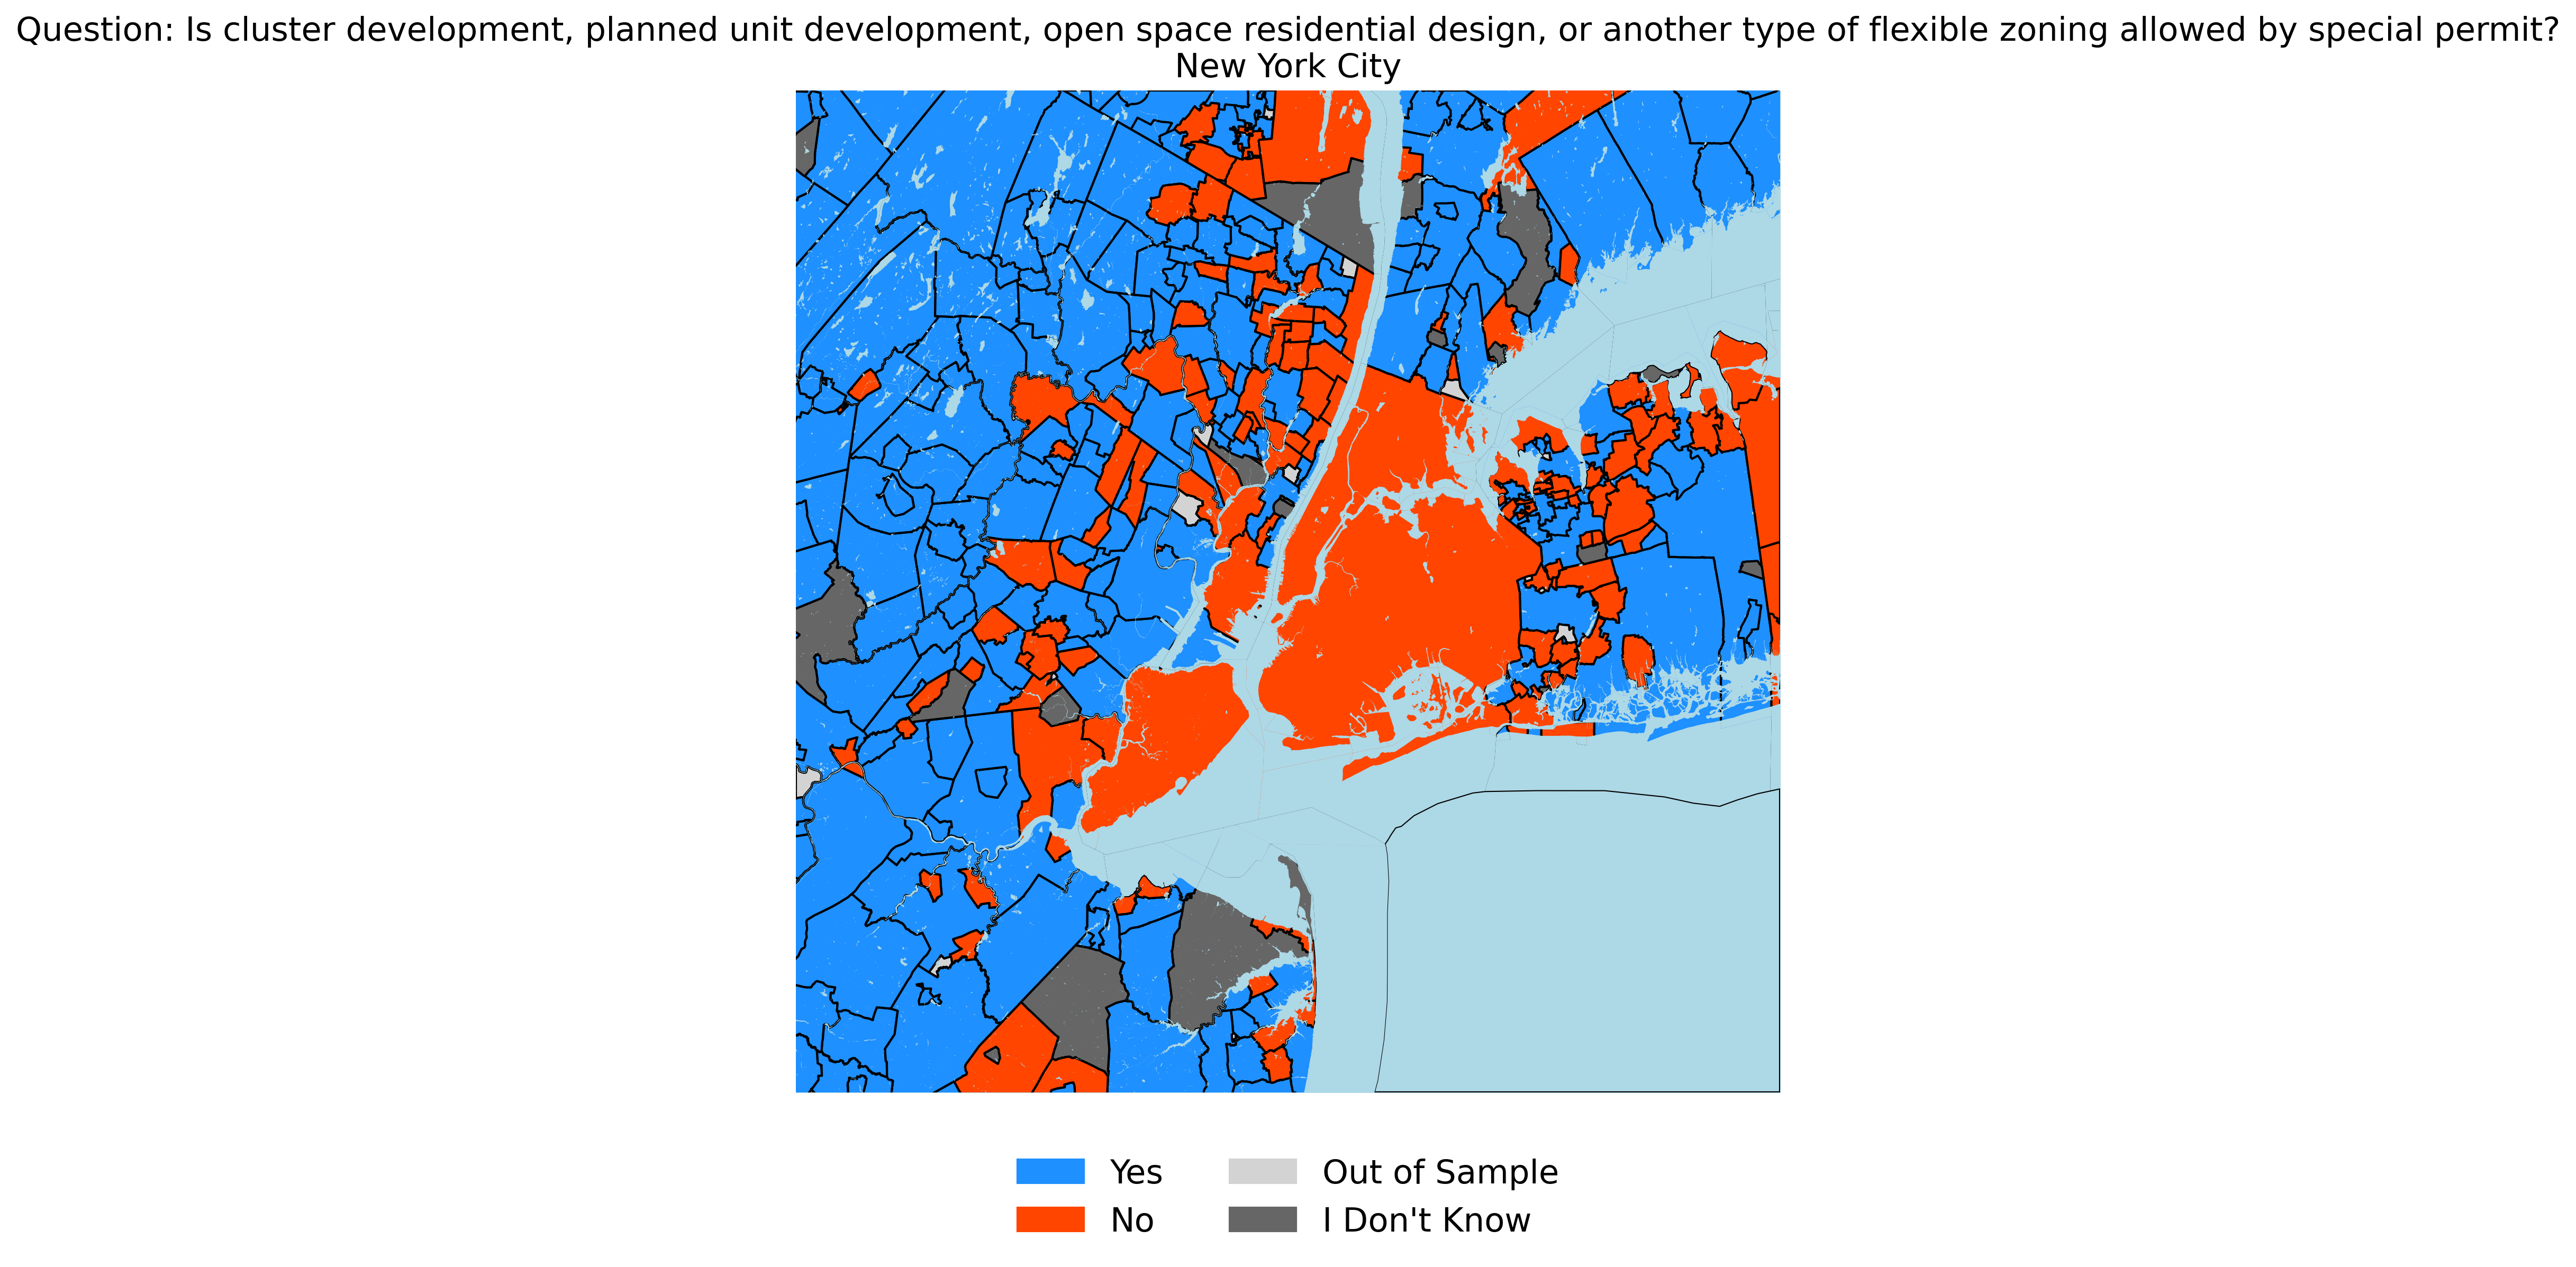 Question: Is cluster development, planned unit development, open space residential design, or another type of flexible zoning allowed by special permit?
New York City
Yes
No
Out of Sample
I Don't Know